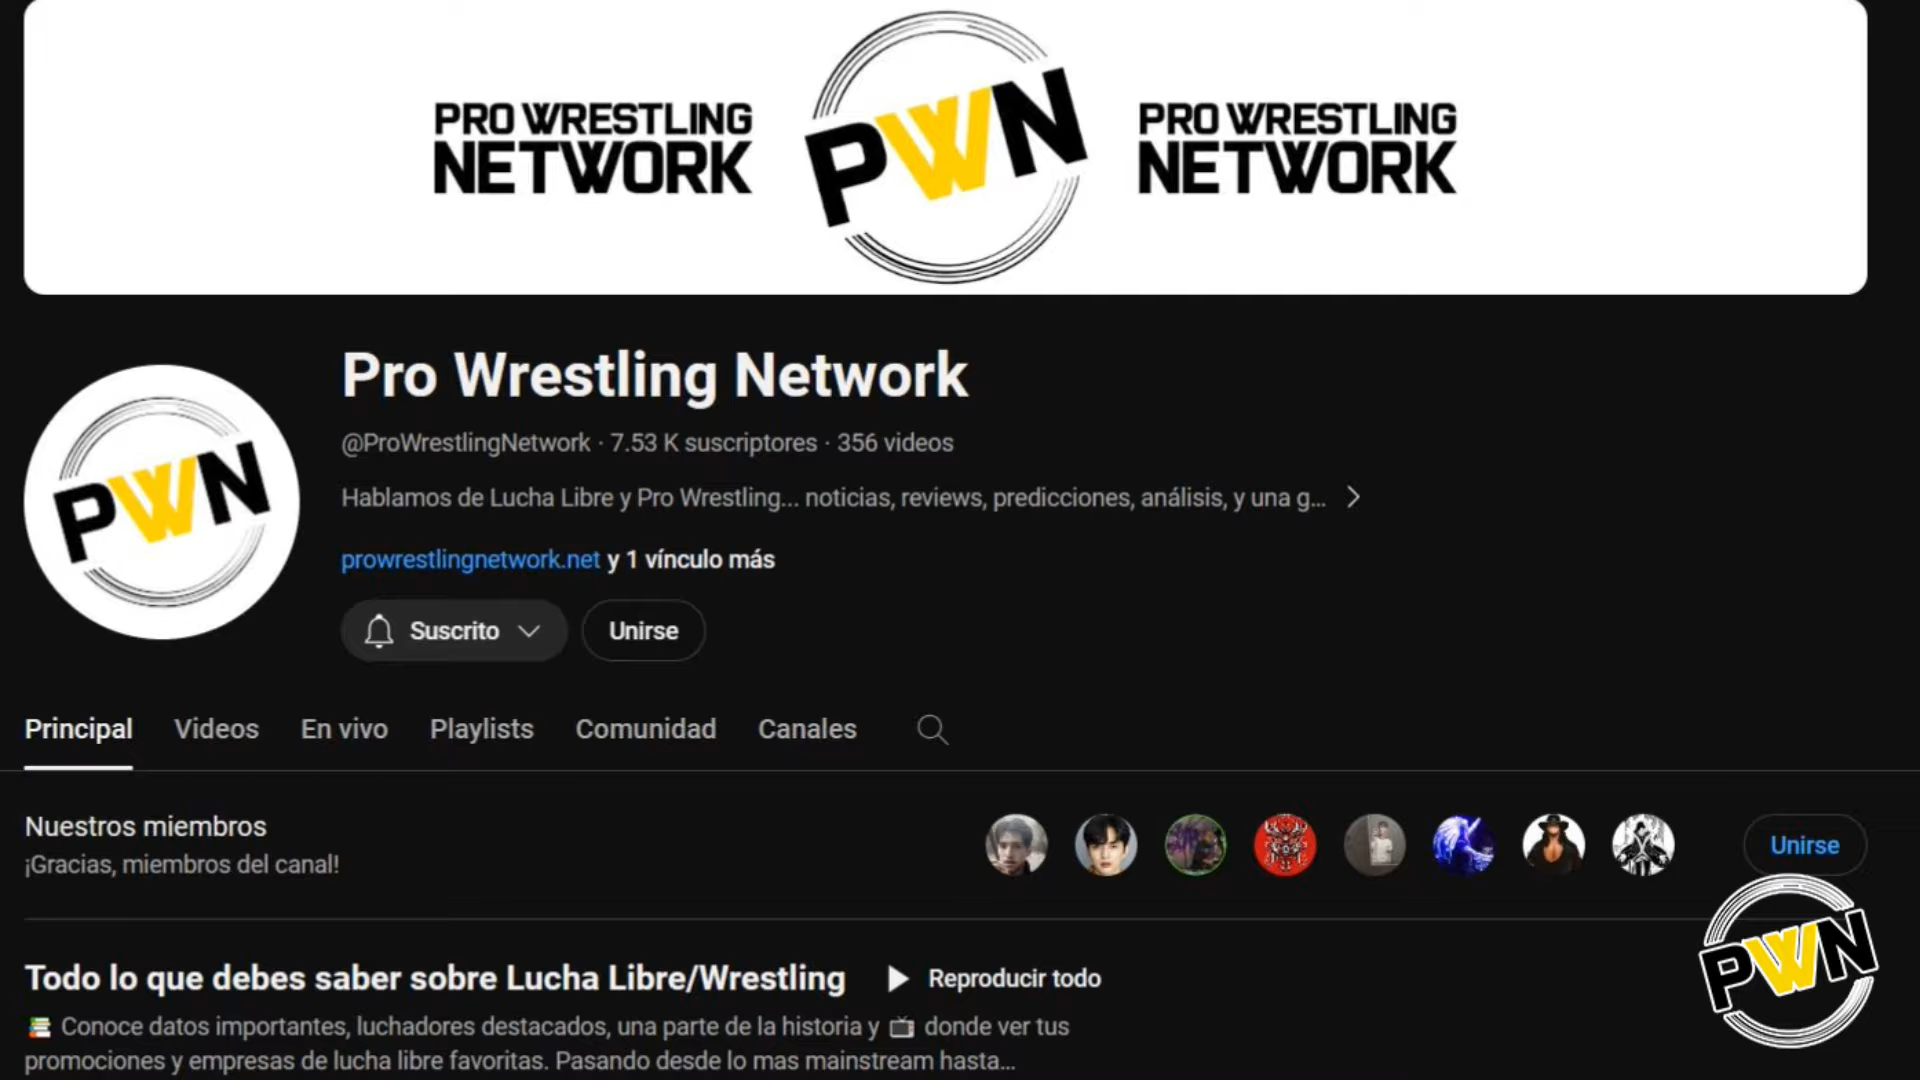 PRO WRESTLING
NETWORK
PWN
PRO WRESTLING
NETWORK
PWN
Pro Wrestling Network
@ProWrestlingNetwork · 7.53 K suscriptores · 356 videos
Hablamos de Lucha Libre y Pro Wrestling... noticias, reviews, predicciones, análisis, y una g...
prowrestlingnetwork.net y 1 vínculo más
Suscrito
Unirse
Principal Videos En vivo Playlists Comunidad Canales
Nuestros miembros
¡Gracias, miembros del canal!
Unirse
PWN
Todo lo que debes saber sobre Lucha Libre/Wrestling
Reproducir todo
Conoce datos importantes, luchadores destacados, una parte de la historia y 📺 donde ver tus
promociones y empresas de lucha libre favoritas. Pasando desde lo mas mainstream hasta...